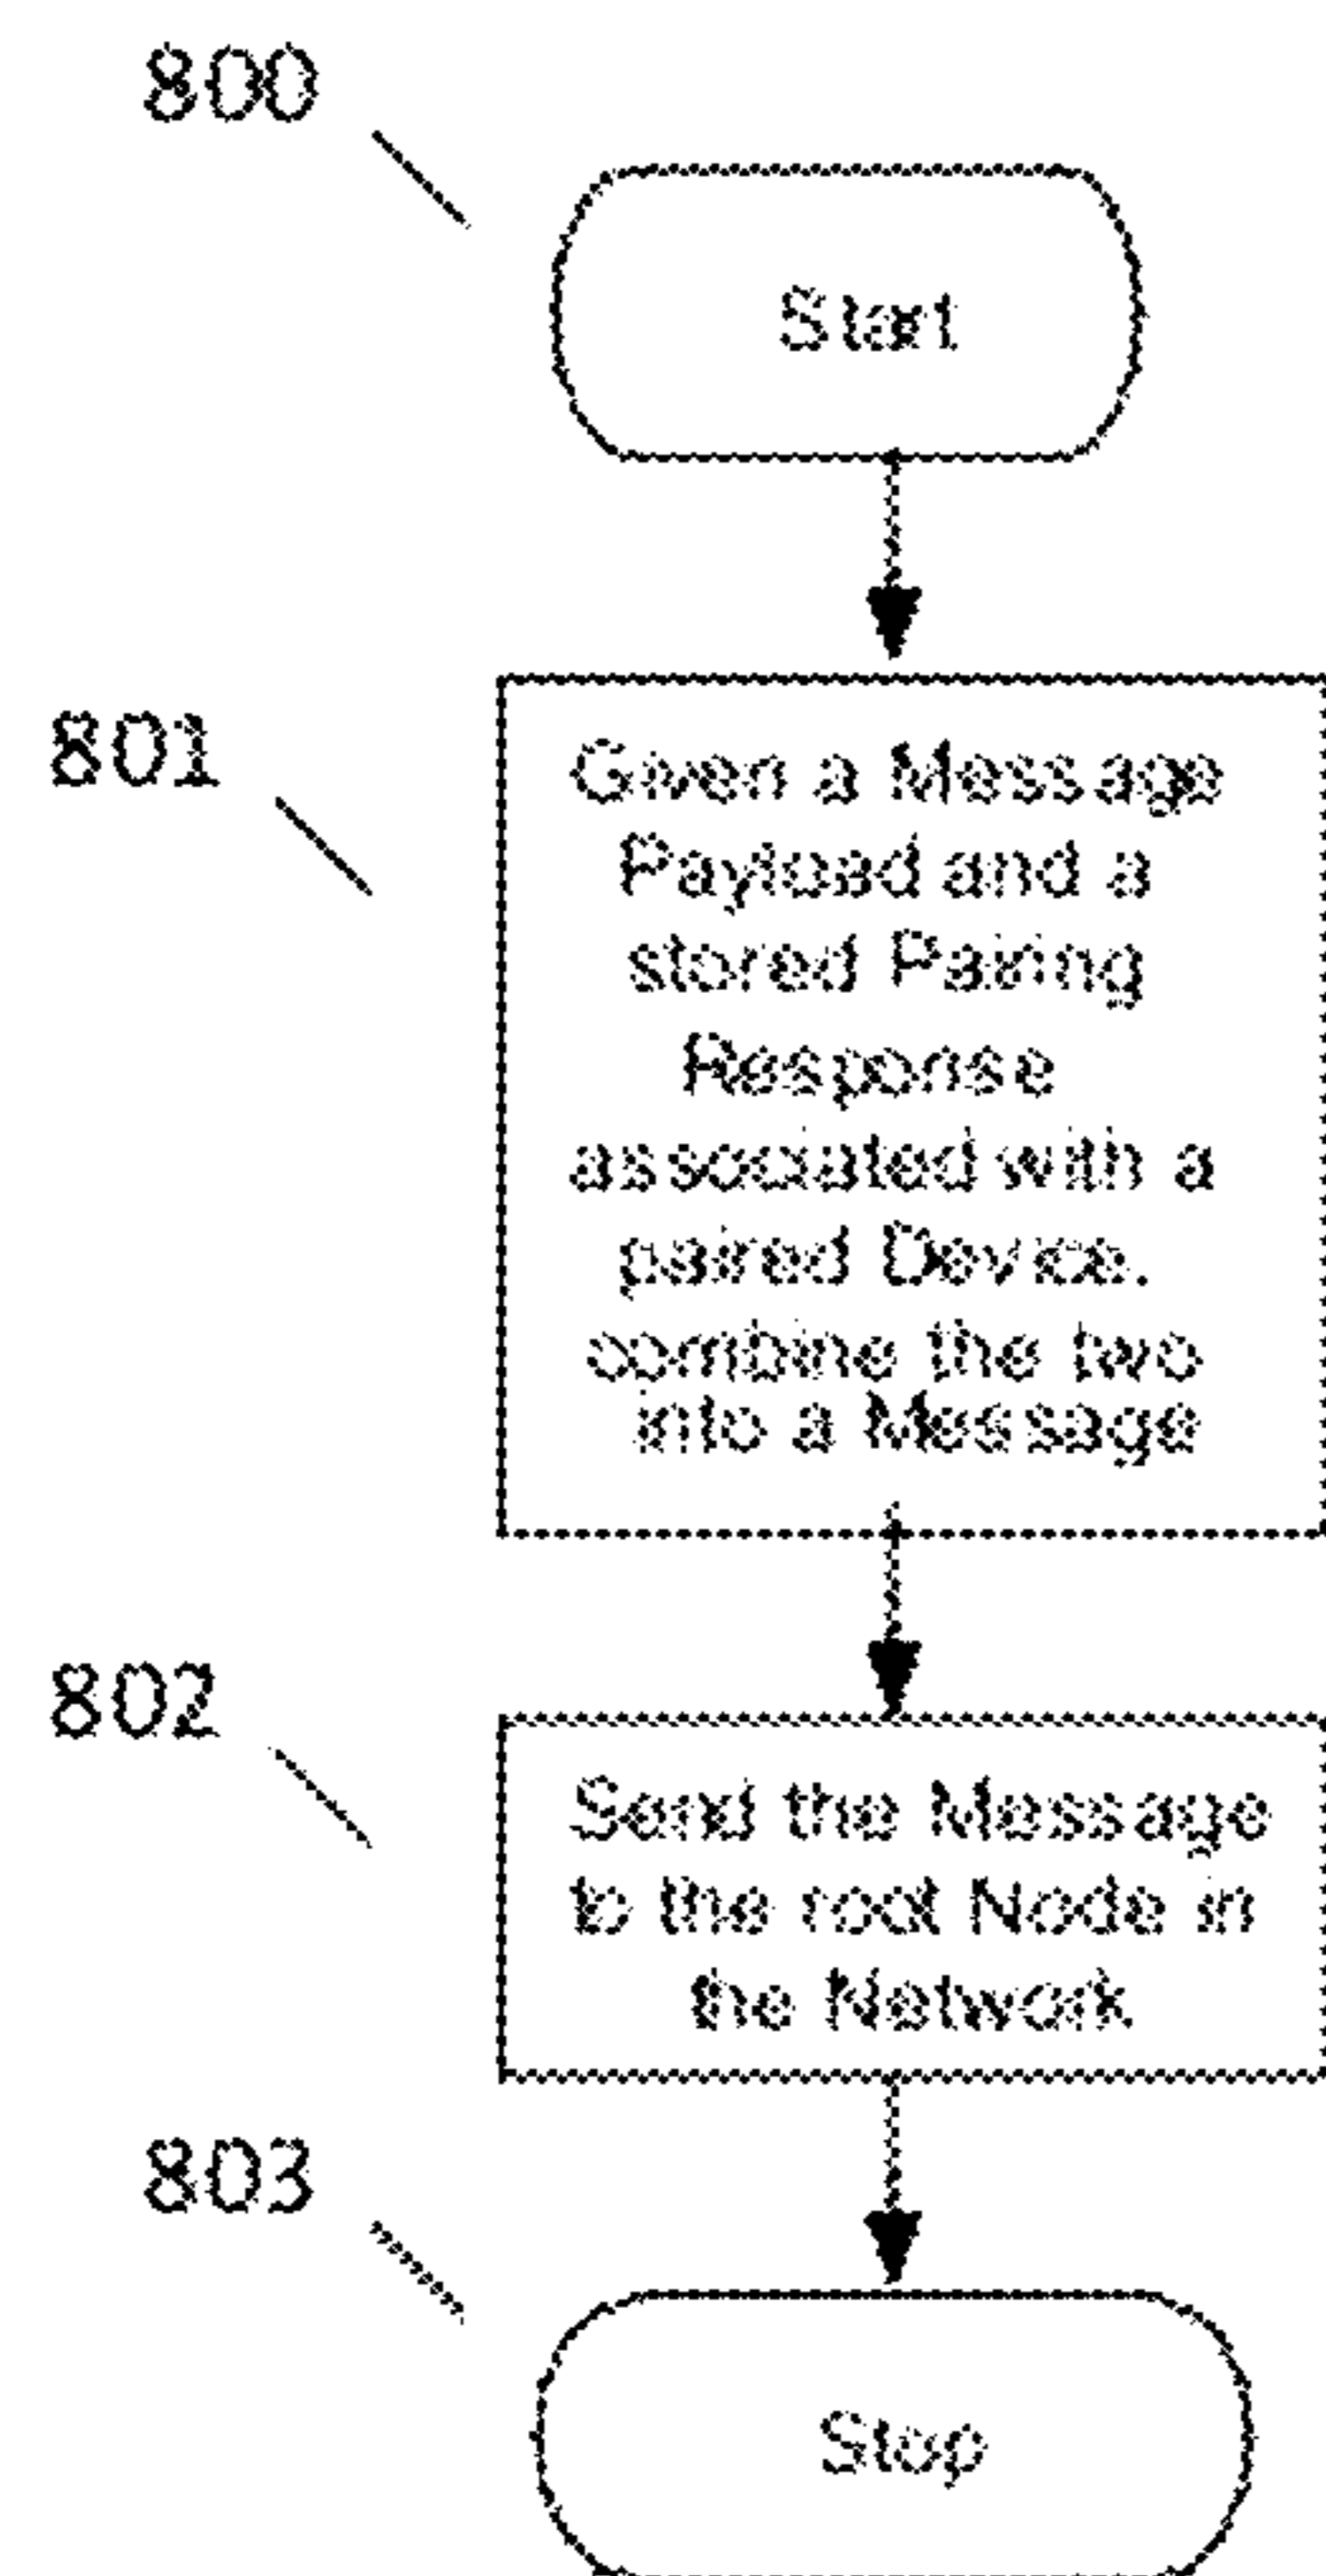 800
Start
801
Given a Message
Payload and a
stored Pairing
Response
associated with a
paired Device.
combine the two
into a Message
802
Send the Message
to the root Node in
the Network
803
Stop